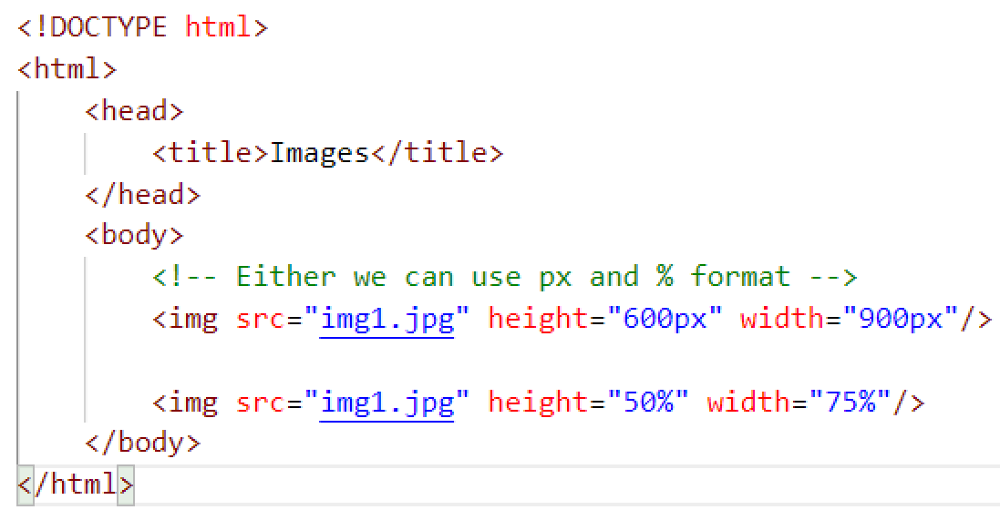 <!DOCTYPE html>
<html>
<head>
<title>Images</title>
</head>
<body>
<!-- Either we can use px and % format -->
<img src="img1.jpg" height="600px" width="900px"/>
<img src="img1.jpg" height="50%" width="75%"/>
</body>
</html>